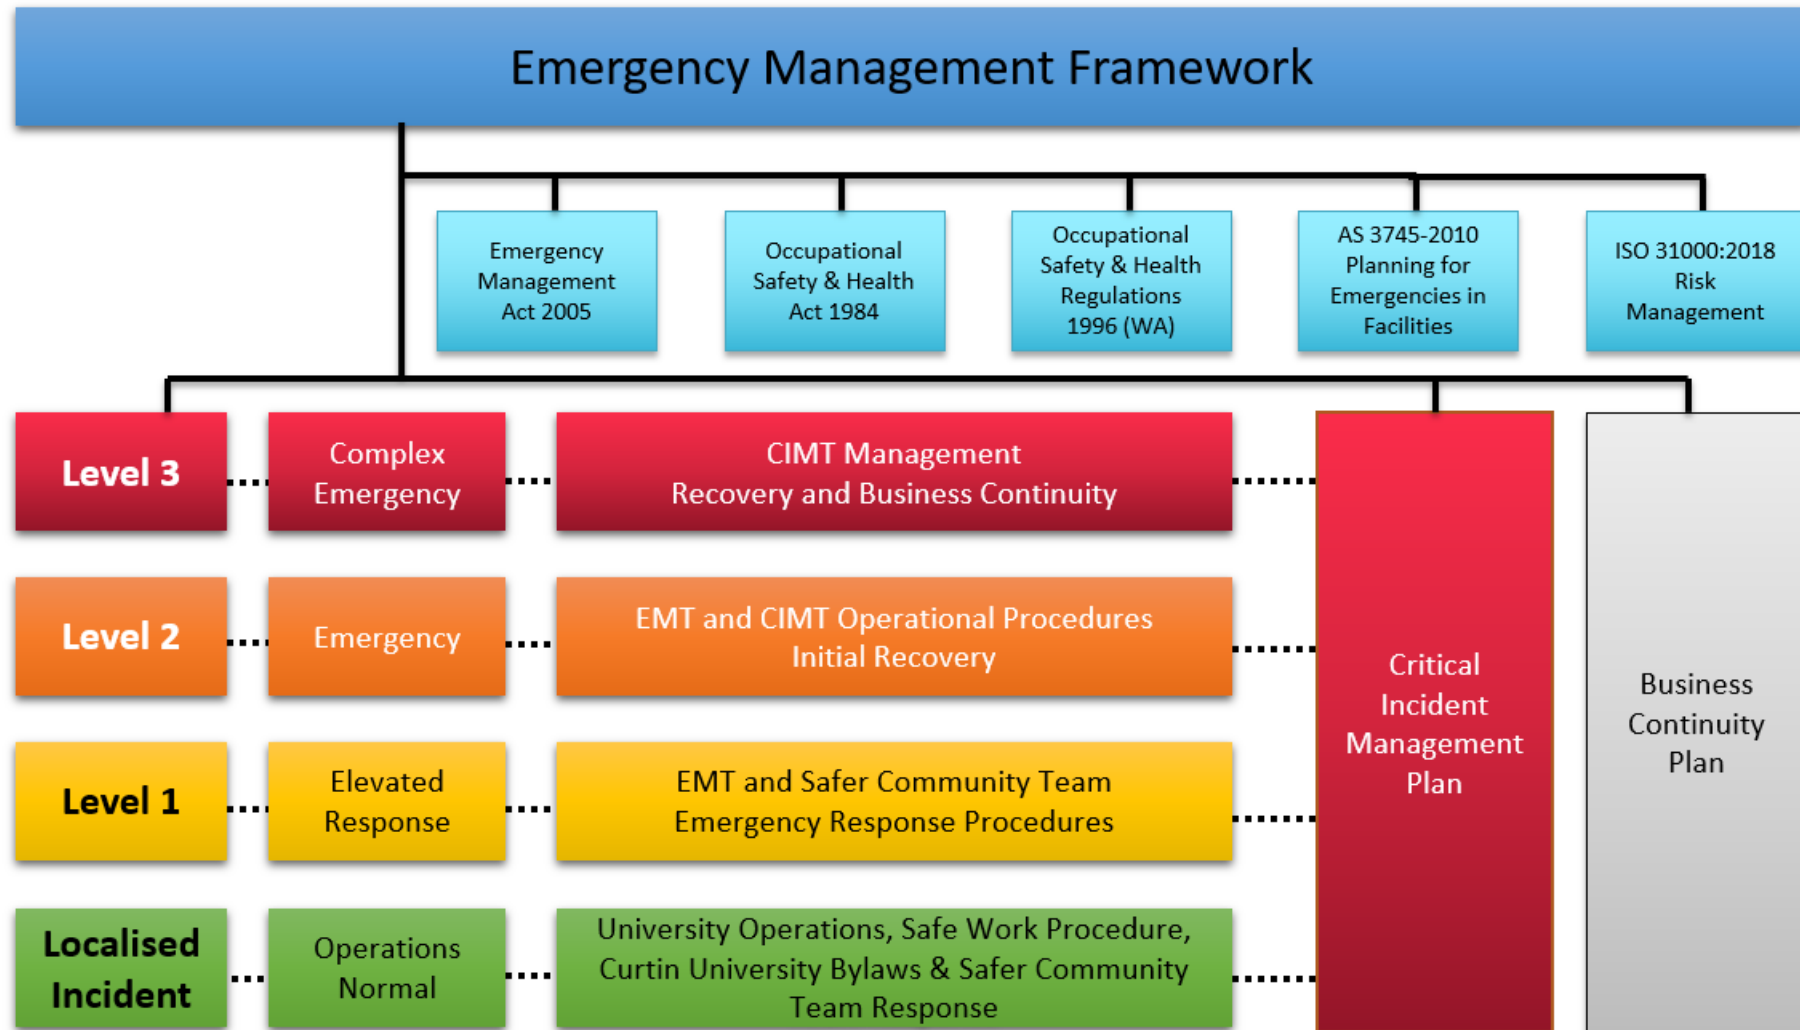 Emergency Management Framework
Emergency
Management
Act 2005
Occupational
Safety & Health
Act 1984
Occupational
Safety & Health
Regulations
1996 (WA)
AS 3745-2010
Planning for
Emergencies in
Facilities
ISO 31000:2018
Risk
Management
Level 3
Complex
Emergency
CIMT Management
Recovery and Business Continuity
Level 2
Emergency
EMT and CIMT Operational Procedures
Initial Recovery
Level 1
Elevated
Response
EMT and Safer Community Team
Emergency Response Procedures
Localised
Incident
Operations
Normal
University Operations, Safe Work Procedure,
Curtin University Bylaws & Safer Community
Team Response
Critical
Incident
Management
Plan
Business
Continuity
Plan